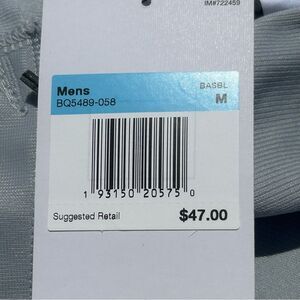 IM#722459
Mens
BASBL
BQ5489-058
M
1 93150 20575 0
Suggested Retail
$47.00